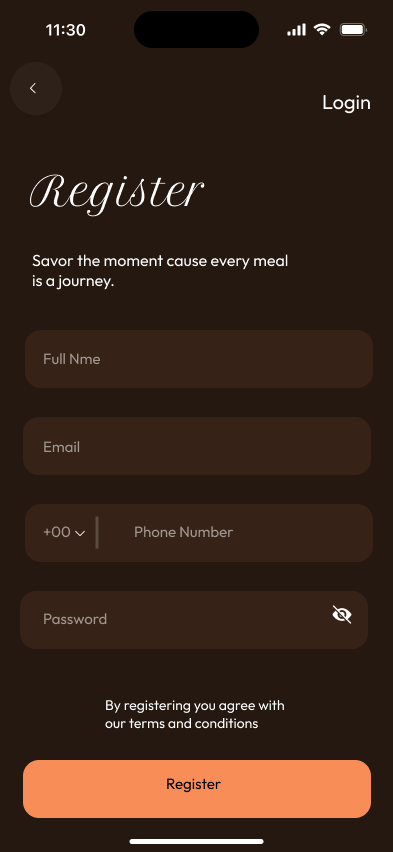 11:30
Login
Register
Savor the moment cause every meal
is a journey.
Full Nme
Email
+00
Phone Number
Password
By registering you agree with
our terms and conditions
Register